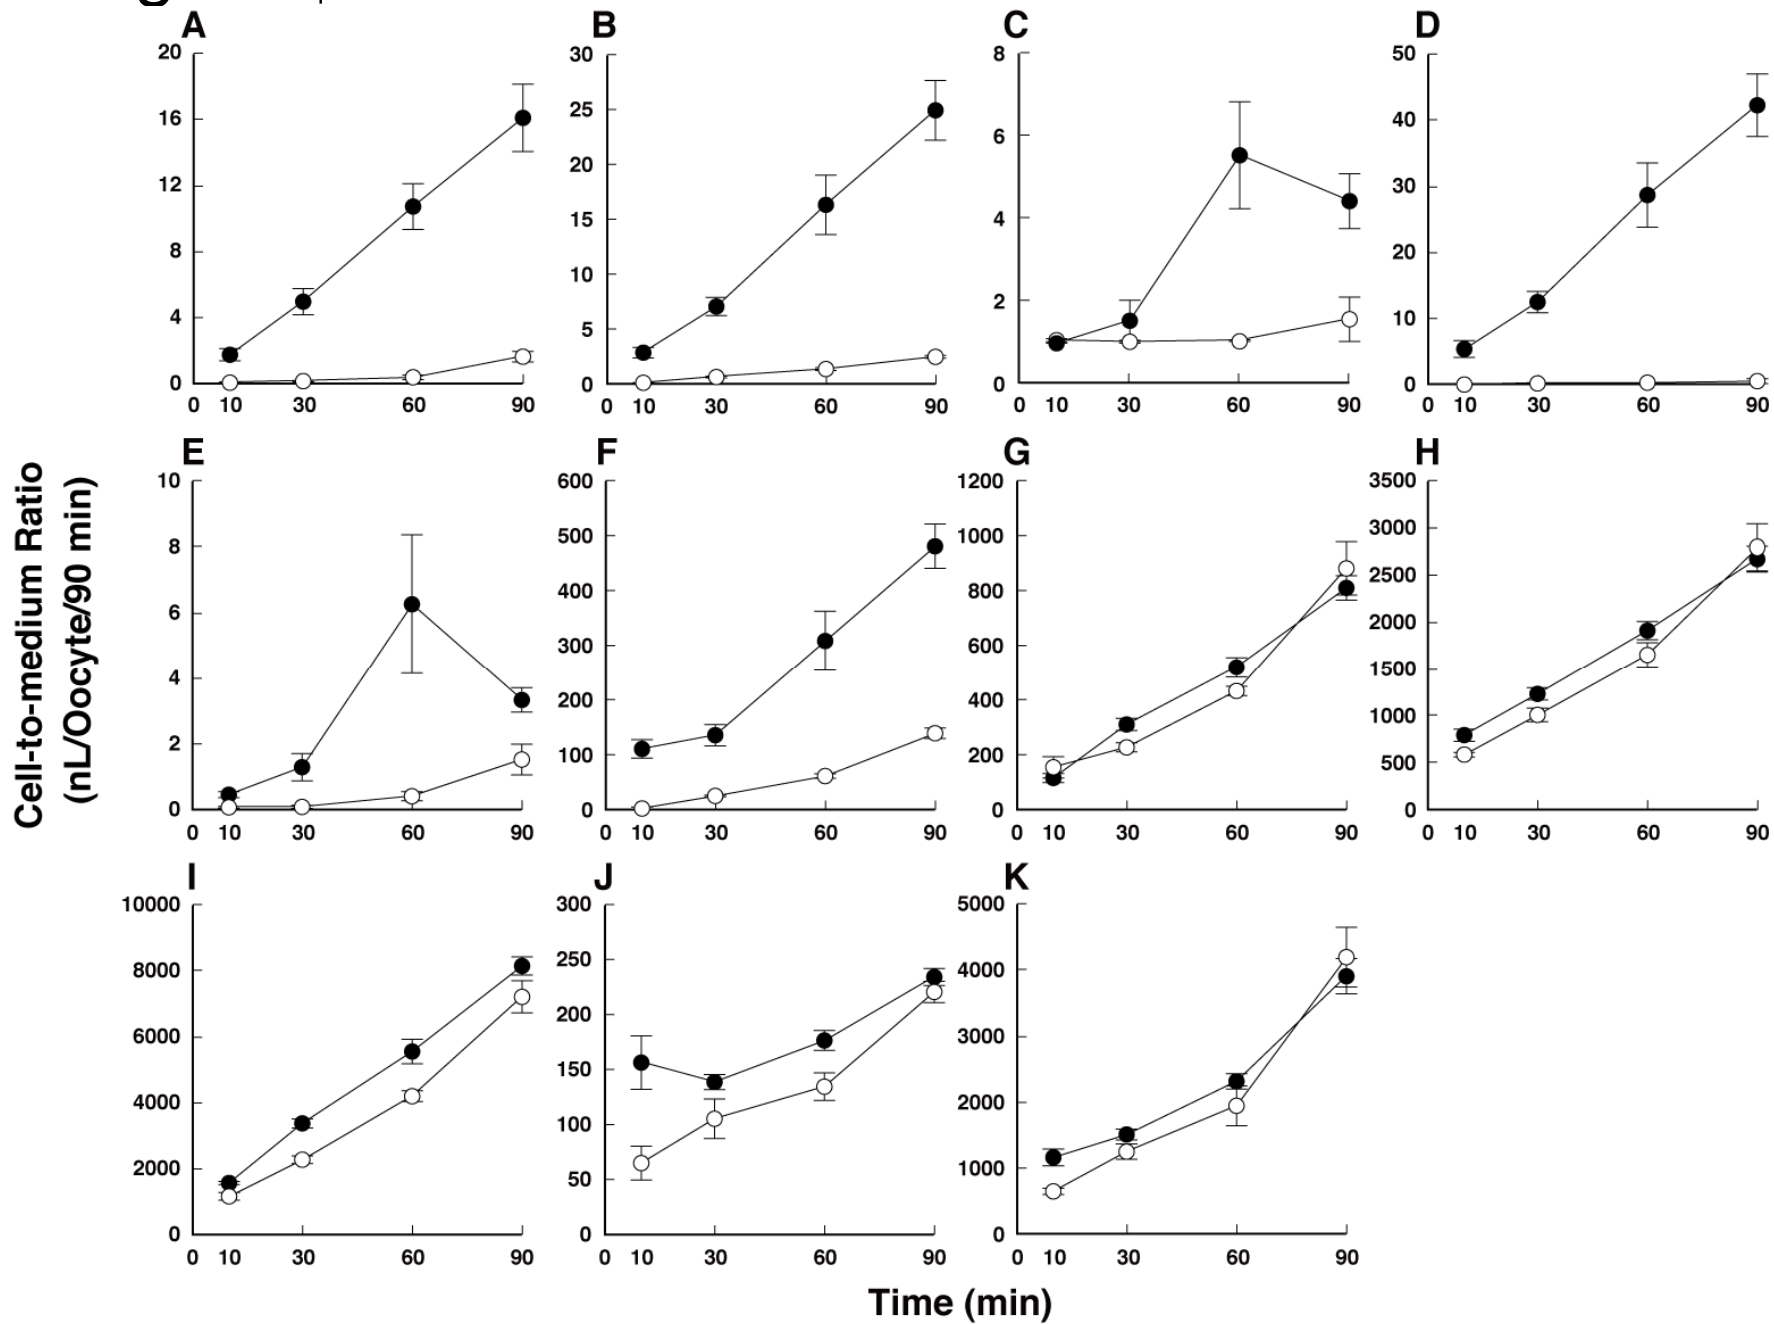 A B C D
20 30 8 50
16 25 6 40
12 20 4 30
8 15 2 20
4 10 0 10
0 5 0
0
0 10 30 60 90 0 10 30 60 90 0 10 30 60 90 0 10 30 60 90
Cell-to-medium Ratio
(nL/Oocyte/90 min)
E F G H
10 600 1200 3500
8 500 1000 3000
6 400 800 2500
4 300 600 2000
2 200 400 1500
0 100 200 1000
0 0 500
0
0 10 30 60 90 0 10 30 60 90 0 10 30 60 90 0 10 30 60 90
I J K
10000 300 5000
8000 250 4000
6000 200 3000
4000 150 2000
2000 100 1000
0 50 0
0
0 10 30 60 90 0 10 30 60 90 0 10 30 60 90
Time (min)